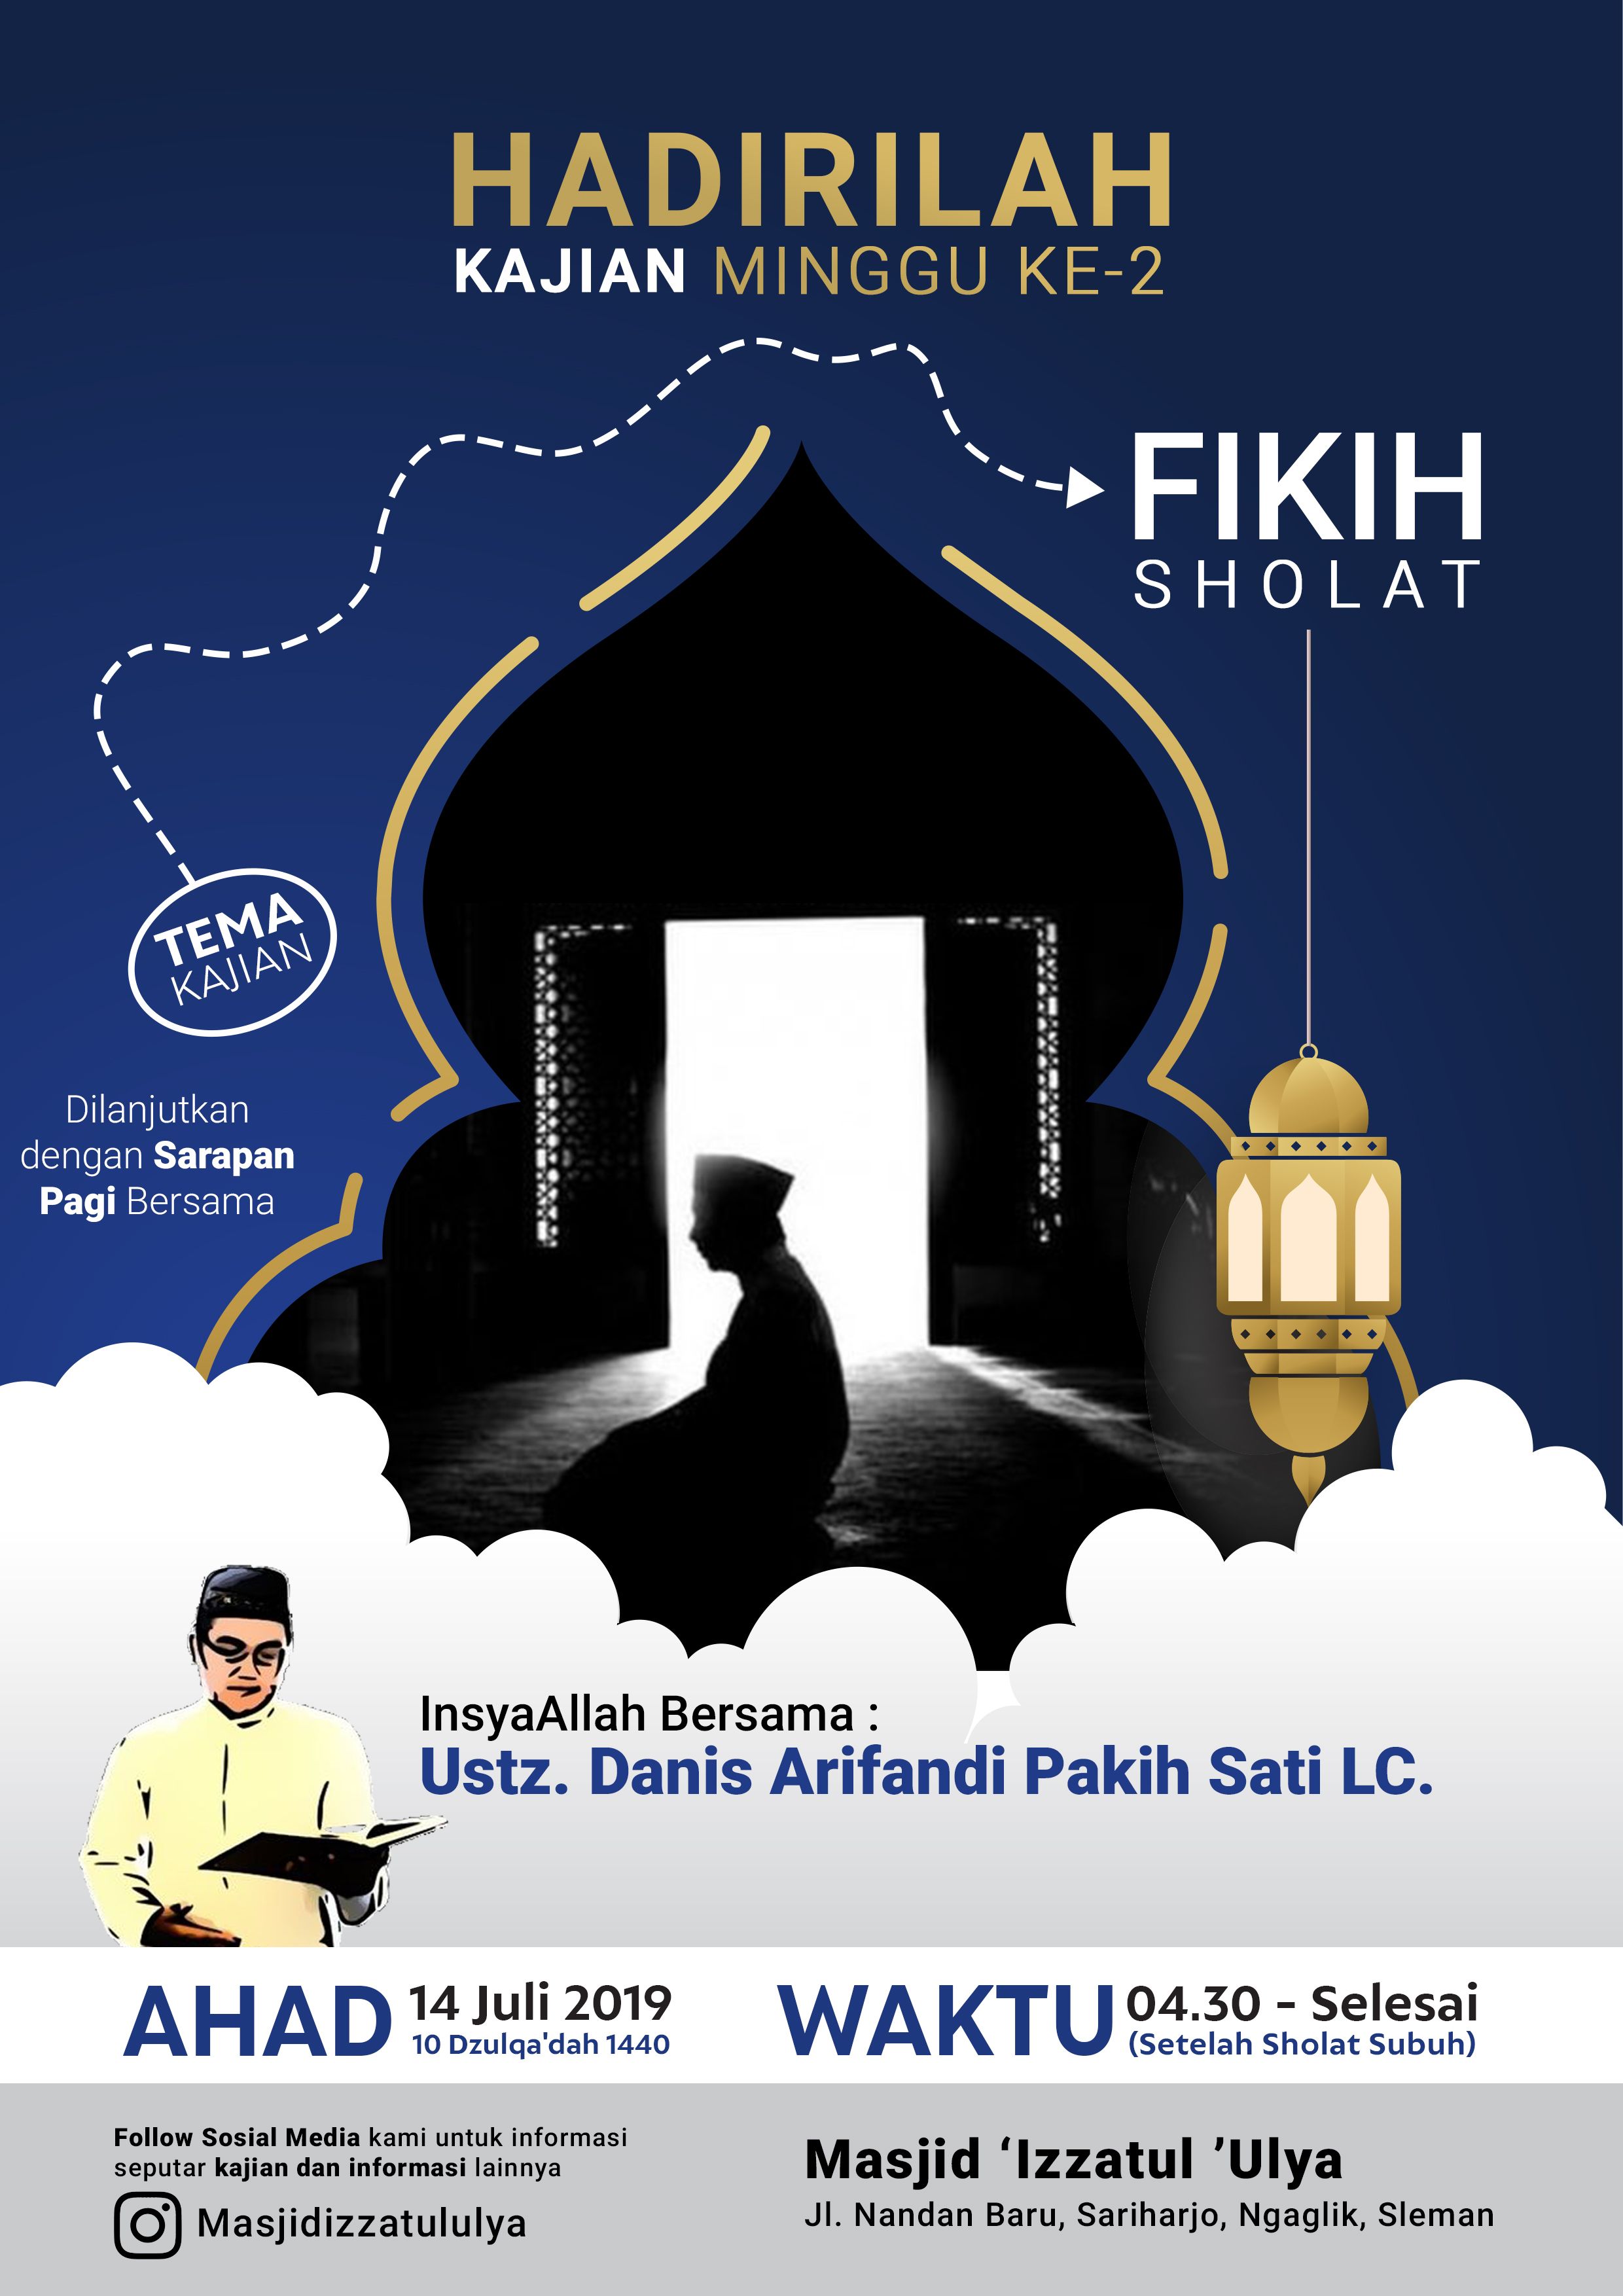 HADIRILAH
KAJIAN MINGGU KE-2
FIKIH
SHOLAT
TEMA
KAJIAN
Dilanjutkan
dengan Sarapan
Pagi Bersama
InsyaAllah Bersama :
Ustz. Danis Arifandi Pakih Sati LC.
AHAD 14 Juli 2019
10 Dzulqa'dah 1440
WAKTU 04.30 - Selesai
(Setelah Sholat Subuh)
Follow Sosial Media kami untuk informasi
seputar kajian dan informasi lainnya
Masjidizzatululya
Masjid ‘Izzatul ’Ulya
Jl. Nandan Baru, Sariharjo, Ngaglik, Sleman